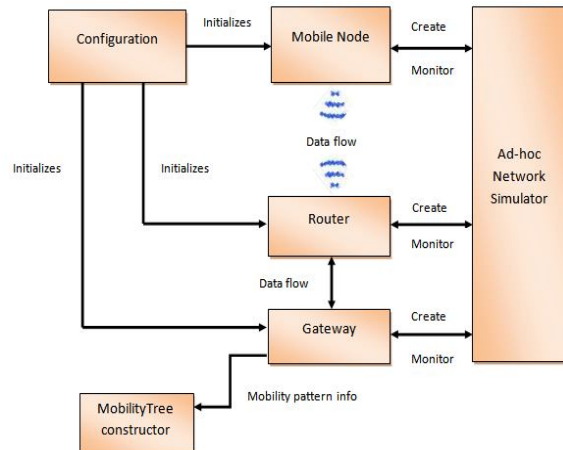 Configuration
Initializes
Mobile Node
Create
Monitor
Data flow
Ad-hoc
Network
Simulator
Initializes
Initializes
Router
Create
Monitor
Data flow
Gateway
Create
Monitor
Mobility pattern info
MobilityTree
constructor